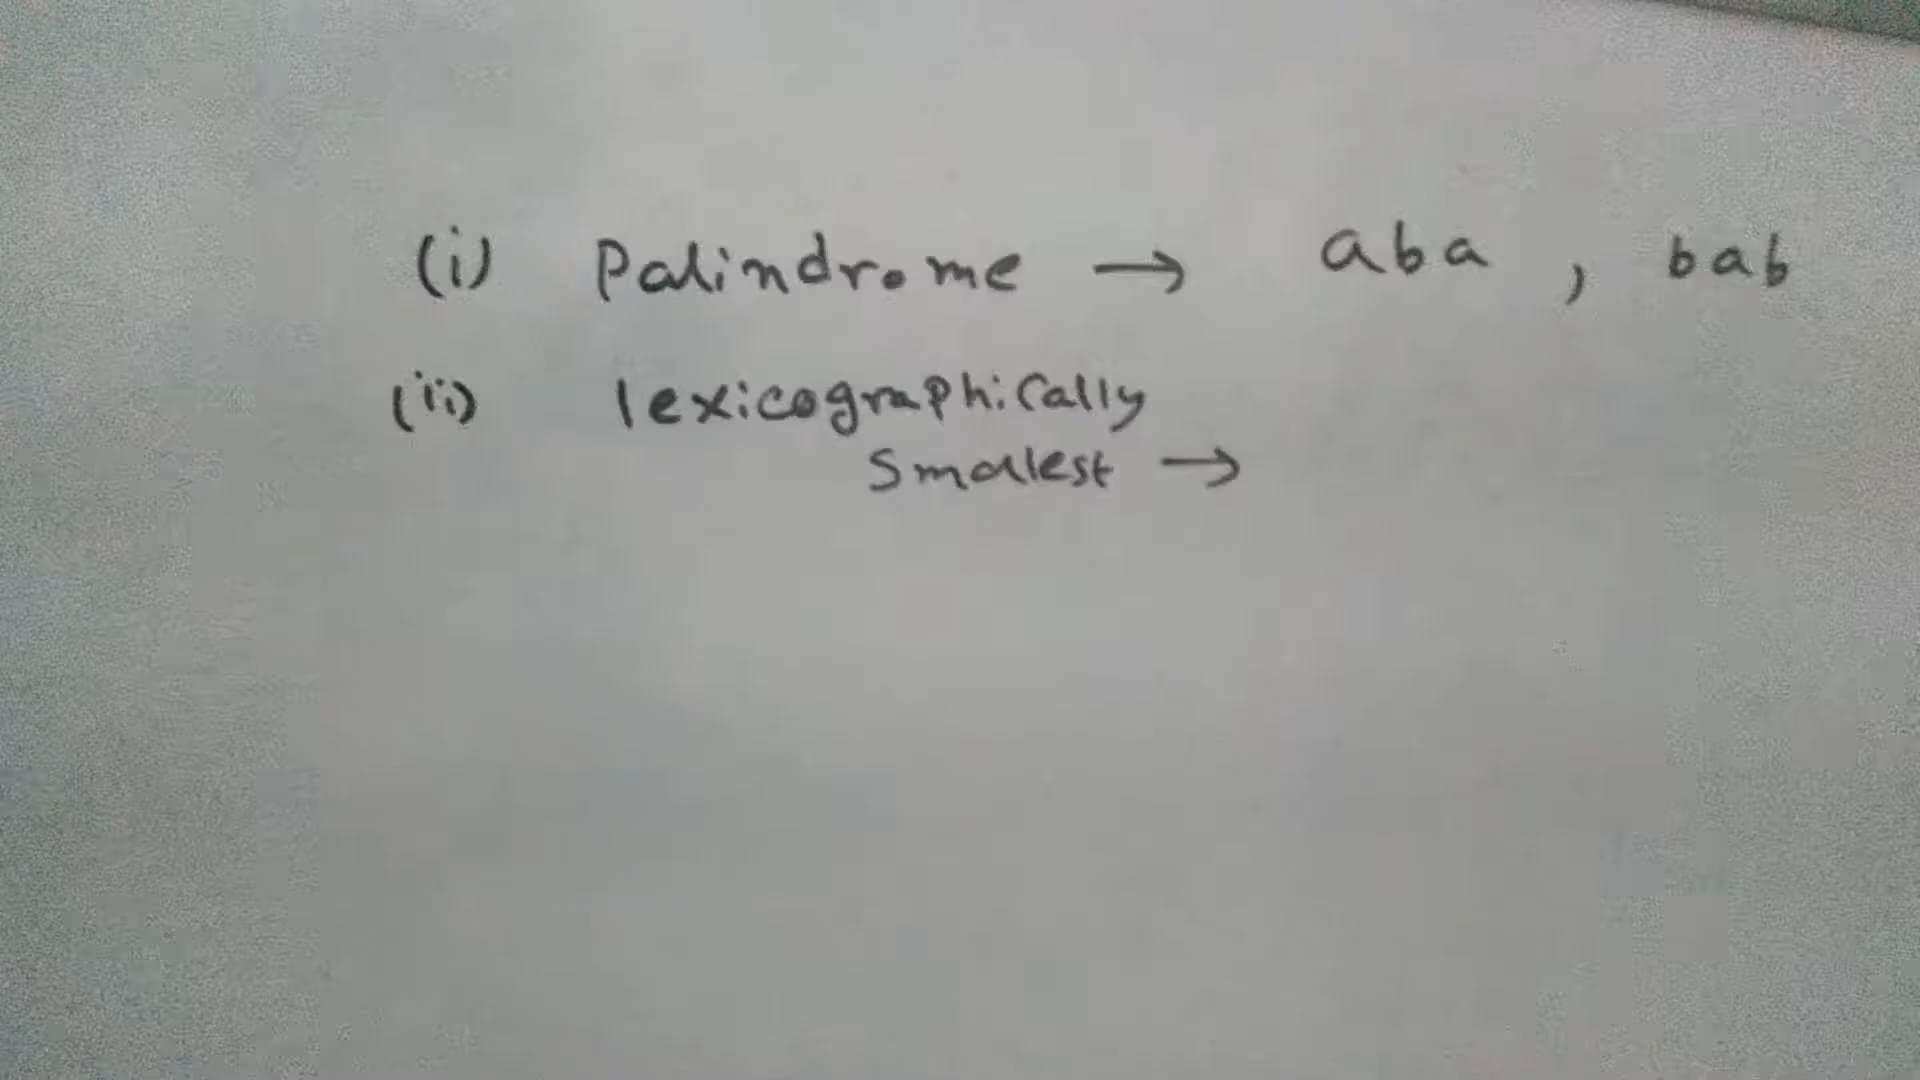 (i) Palindrome → aba , bab
(ii) lexicographically
Smallest →